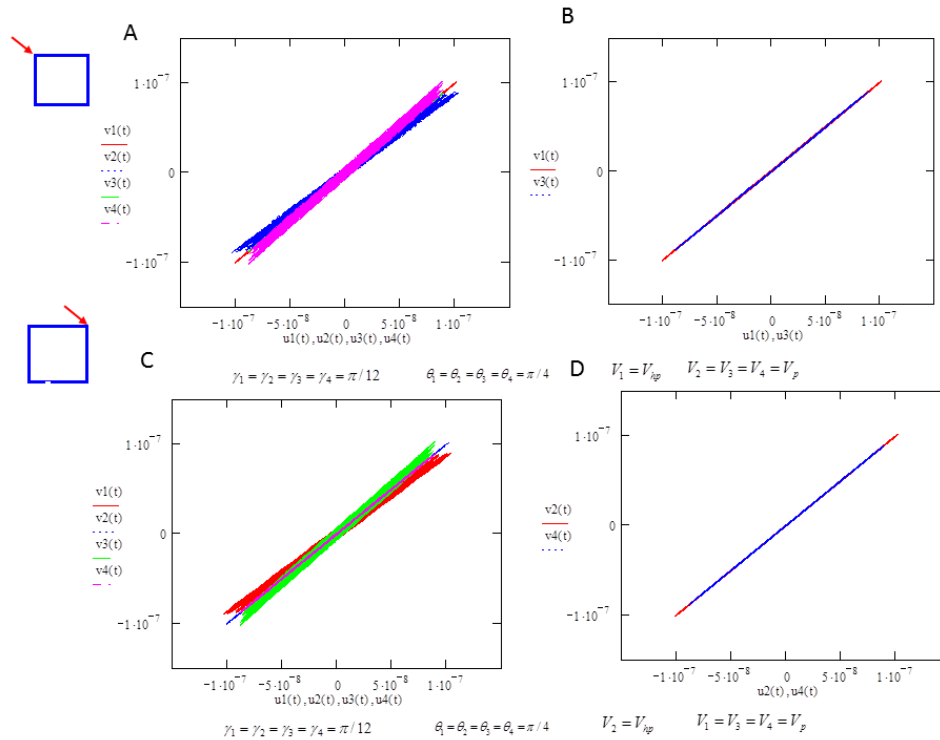 A
B
1·10⁻⁷
0
−1·10⁻⁷
v1(t)
v2(t)
v3(t)
v4(t)
−1·10⁻⁷ −5·10⁻⁸ 0 5·10⁻⁸ 1·10⁻⁷
u1(t),u2(t),u3(t),u4(t)
1·10⁻⁷
0
−1·10⁻⁷
v1(t)
v3(t)
−1·10⁻⁷ −5·10⁻⁸ 0 5·10⁻⁸ 1·10⁻⁷
u1(t),u3(t)
C
γ₁ = γ₂ = γ₃ = γ₄ = π/12 θ₁ = θ₂ = θ₃ = θ₄ = π/4
D
V₁ = V_hp V₂ = V₃ = V₄ = V_p
1·10⁻⁷
0
−1·10⁻⁷
v1(t)
v2(t)
v3(t)
v4(t)
−1·10⁻⁷ −5·10⁻⁸ 0 5·10⁻⁸ 1·10⁻⁷
u1(t),u2(t),u3(t),u4(t)
1·10⁻⁷
0
−1·10⁻⁷
v2(t)
v4(t)
−1·10⁻⁷ −5·10⁻⁸ 0 5·10⁻⁸ 1·10⁻⁷
u2(t),u4(t)
γ₁ = γ₂ = γ₃ = γ₄ = π/12 θ₁ = θ₂ = θ₃ = θ₄ = π/4
V₂ = V_hp V₁ = V₃ = V₄ = V_p